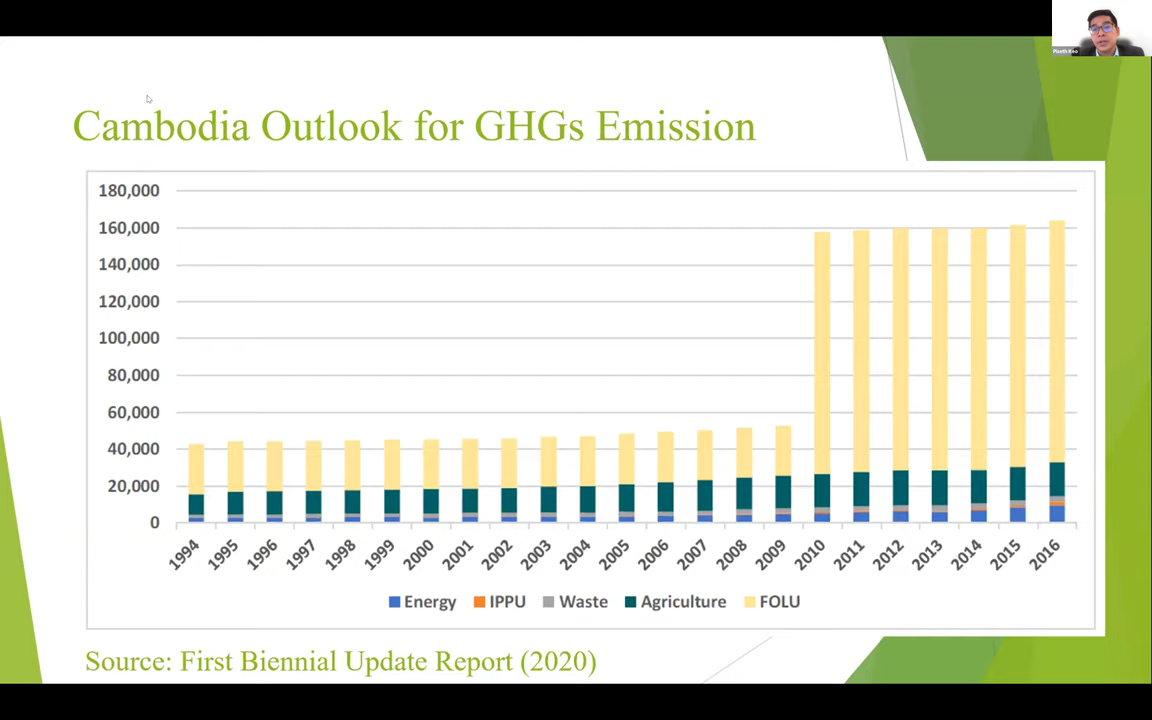 Piseth Keo
Cambodia Outlook for GHGs Emission
180,000
160,000
140,000
120,000
100,000
80,000
60,000
40,000
20,000
0
1994 1995 1996 1997 1998 1999 2000 2001 2002 2003 2004 2005 2006 2007 2008 2009 2010 2011 2012 2013 2014 2015 2016
Energy IPPU Waste Agriculture FOLU
Source: First Biennial Update Report (2020)